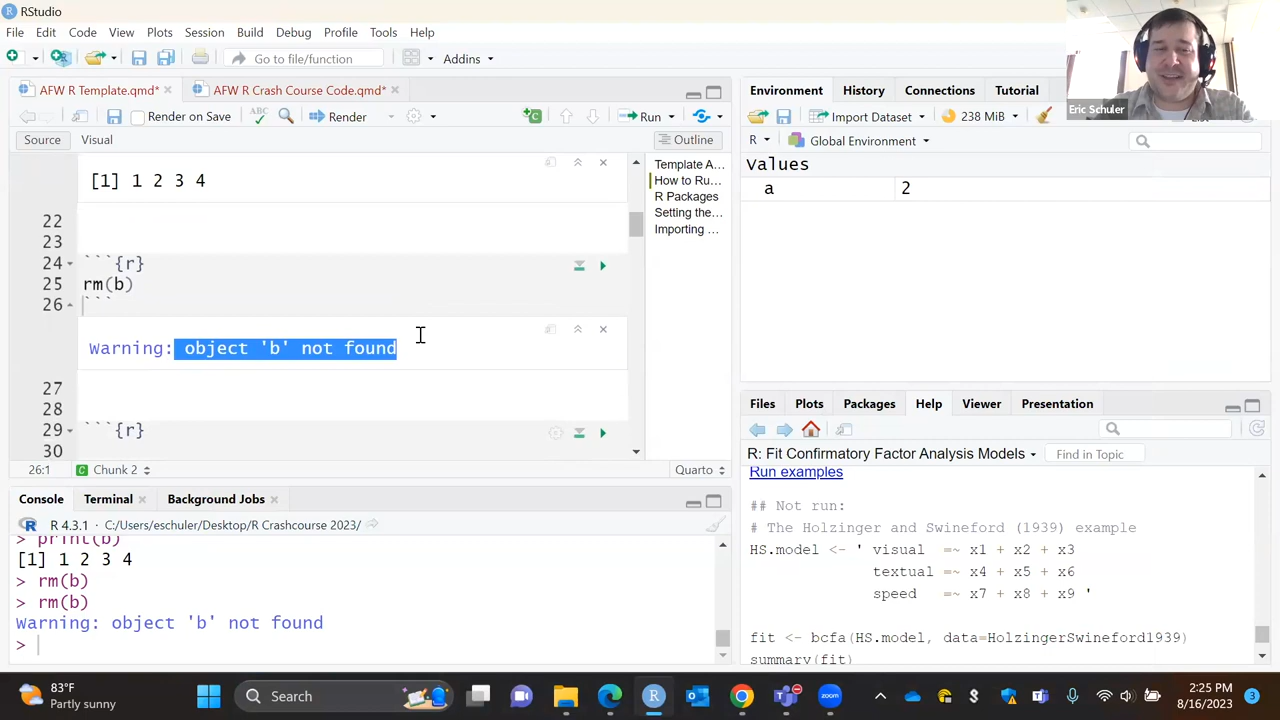 RStudio
File Edit Code View Plots Session Build Debug Profile Tools Help
Go to file/function Addins
AFW R Template.qmd* AFW R Crash Course Code.qmd*
Render on Save ABC Render Run
Source Visual Outline
[1] 1 2 3 4
22
23
24 ```{r}
25 rm(b)
26 ```
Warning: object 'b' not found
27
28
29 ```{r}
30
Template A...
How to Ru...
R Packages
Setting the...
Importing ...
26:1 Chunk 2 Quarto
Console Terminal Background Jobs
R 4.3.1 · C:/Users/eschuler/Desktop/R Crashcourse 2023/
> print(b)
[1] 1 2 3 4
> rm(b)
> rm(b)
Warning: object 'b' not found
>
Eric Schuler
Environment History Connections Tutorial
Import Dataset 238 MiB
R Global Environment
Values
a 2
Files Plots Packages Help Viewer Presentation
R: Fit Confirmatory Factor Analysis Models Find in Topic
Run examples
## Not run:
# The Holzinger and Swineford (1939) example
HS.model <- ' visual =~ x1 + x2 + x3
textual =~ x4 + x5 + x6
speed =~ x7 + x8 + x9 '
fit <- bcfa(HS.model, data=HolzingerSwineford1939)
summary(fit)
83°F
Partly sunny
Search
zoom
2:25 PM
8/16/2023
3